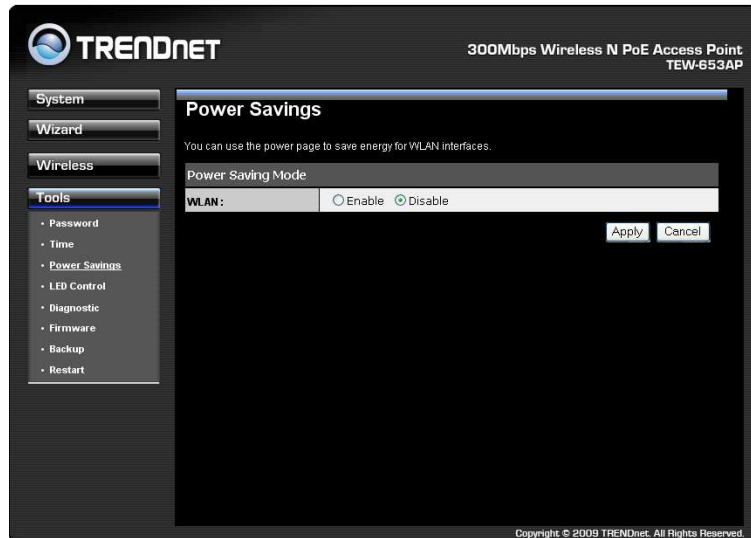 TRENDNET
300Mbps Wireless N PoE Access Point
TEW-653AP
System
Wizard
Wireless
Tools
• Password
• Time
• Power Savings
• LED Control
• Diagnostic
• Firmware
• Backup
• Restart
Power Savings
You can use the power page to save energy for WLAN interfaces.
Power Saving Mode
WLAN : Enable Disable
Apply Cancel
Copyright © 2009 TRENDnet. All Rights Reserved.